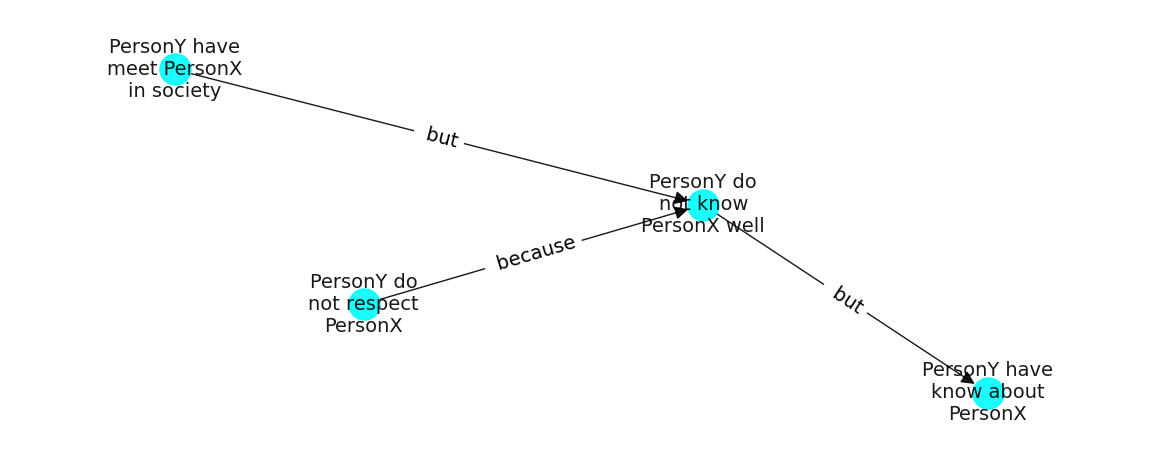 PersonY have
meet PersonX
in society
but
PersonY do
not know
PersonX well
because
PersonY do
not respect
PersonX
but
PersonY have
know about
PersonX